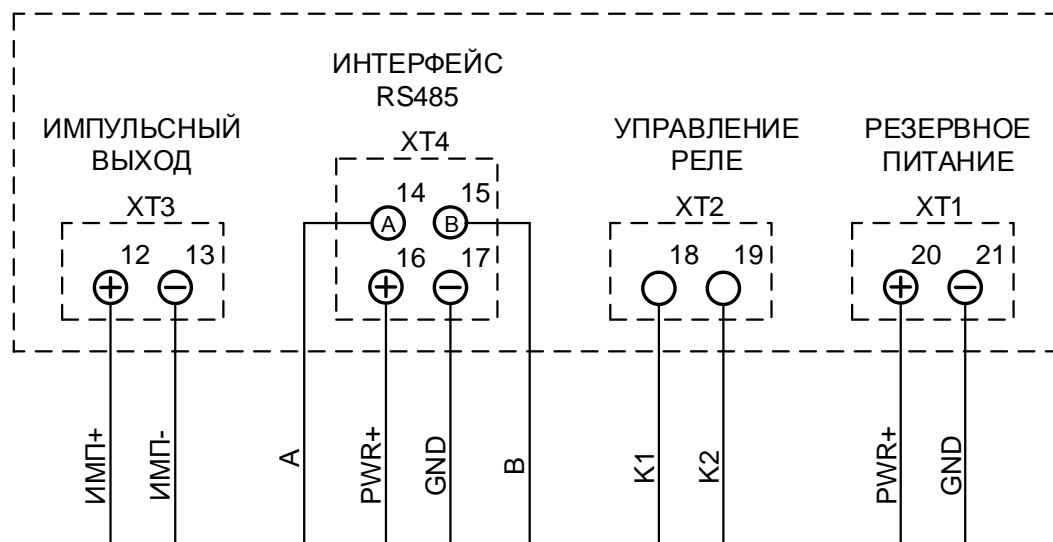 ИМПУЛЬСНЫЙ
ВЫХОД
XT3
12 13
+ −
ИМП+
ИМП-
ИНТЕРФЕЙС
RS485
XT4
14 15
A B
16 17
+ −
A
PWR+
GND
B
УПРАВЛЕНИЕ
РЕЛЕ
XT2
18 19
K1
K2
РЕЗЕРВНОЕ
ПИТАНИЕ
XT1
20 21
+ −
PWR+
GND